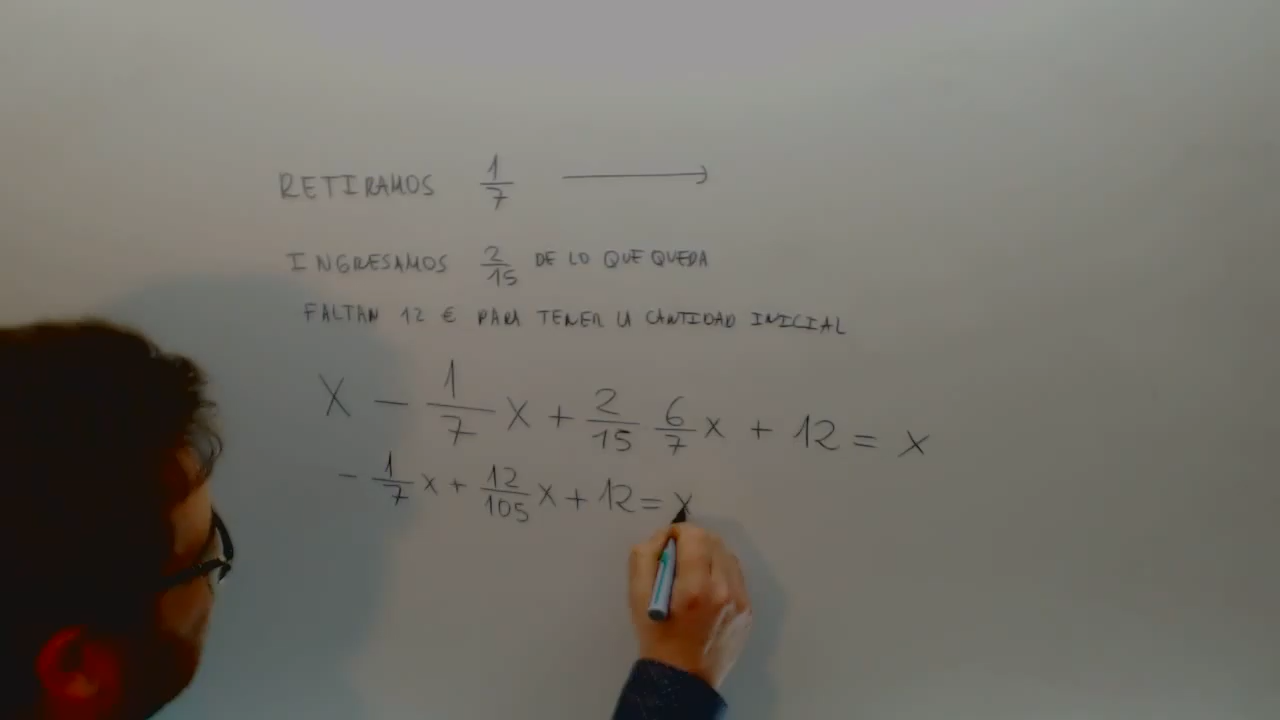 RETIRAMOS 1/7 →
INGRESAMOS 2/15 DE LO QUE QUEDA
FALTAN 12 € PARA TENER LA CANTIDAD INICIAL
X - 1/7 X + 2/15 6/7 X + 12 = X
- 1/7 X + 12/105 X + 12 = X